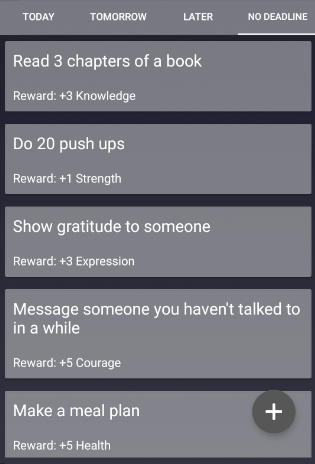 TODAY TOMORROW LATER NO DEADLINE
Read 3 chapters of a book
Reward: +3 Knowledge
Do 20 push ups
Reward: +1 Strength
Show gratitude to someone
Reward: +3 Expression
Message someone you haven't talked to
in a while
Reward: +5 Courage
Make a meal plan
Reward: +5 Health